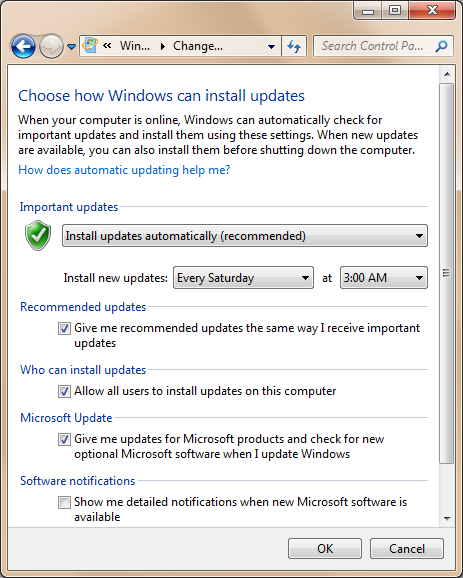 « Win... Change... Search Control Pa...
Choose how Windows can install updates
When your computer is online, Windows can automatically check for
important updates and install them using these settings. When new updates
are available, you can also install them before shutting down the computer.
How does automatic updating help me?
Important updates
Install updates automatically (recommended)
Install new updates: Every Saturday at 3:00 AM
Recommended updates
Give me recommended updates the same way I receive important
updates
Who can install updates
Allow all users to install updates on this computer
Microsoft Update
Give me updates for Microsoft products and check for new
optional Microsoft software when I update Windows
Software notifications
Show me detailed notifications when new Microsoft software is
available
OK Cancel